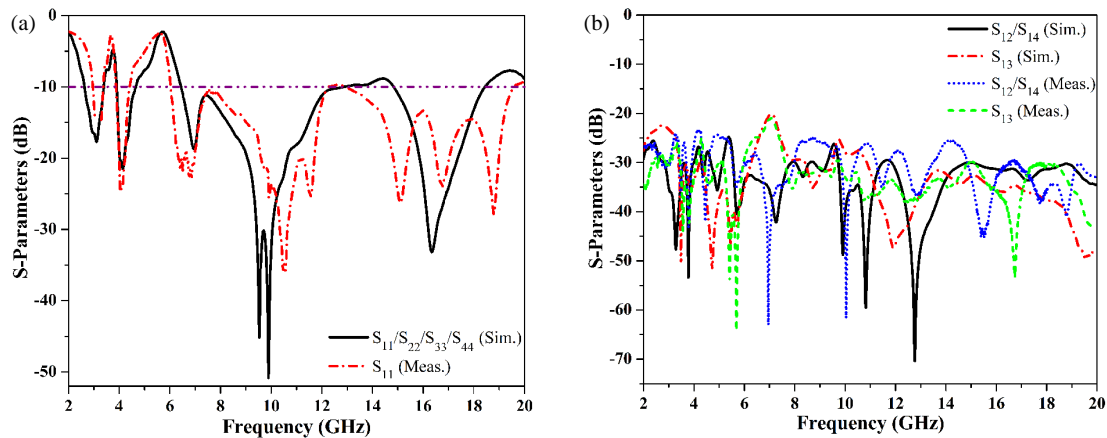 (a)
0
-10
-20
-30
-40
-50
S-Parameters (dB)
S11/S22/S33/S44 (Sim.)
S11 (Meas.)
2 4 6 8 10 12 14 16 18 20
Frequency (GHz)
(b)
0
-10
-20
-30
-40
-50
-60
-70
S-Parameters (dB)
S12/S14 (Sim.)
S13 (Sim.)
S12/S14 (Meas.)
S13 (Meas.)
2 4 6 8 10 12 14 16 18 20
Frequency (GHz)